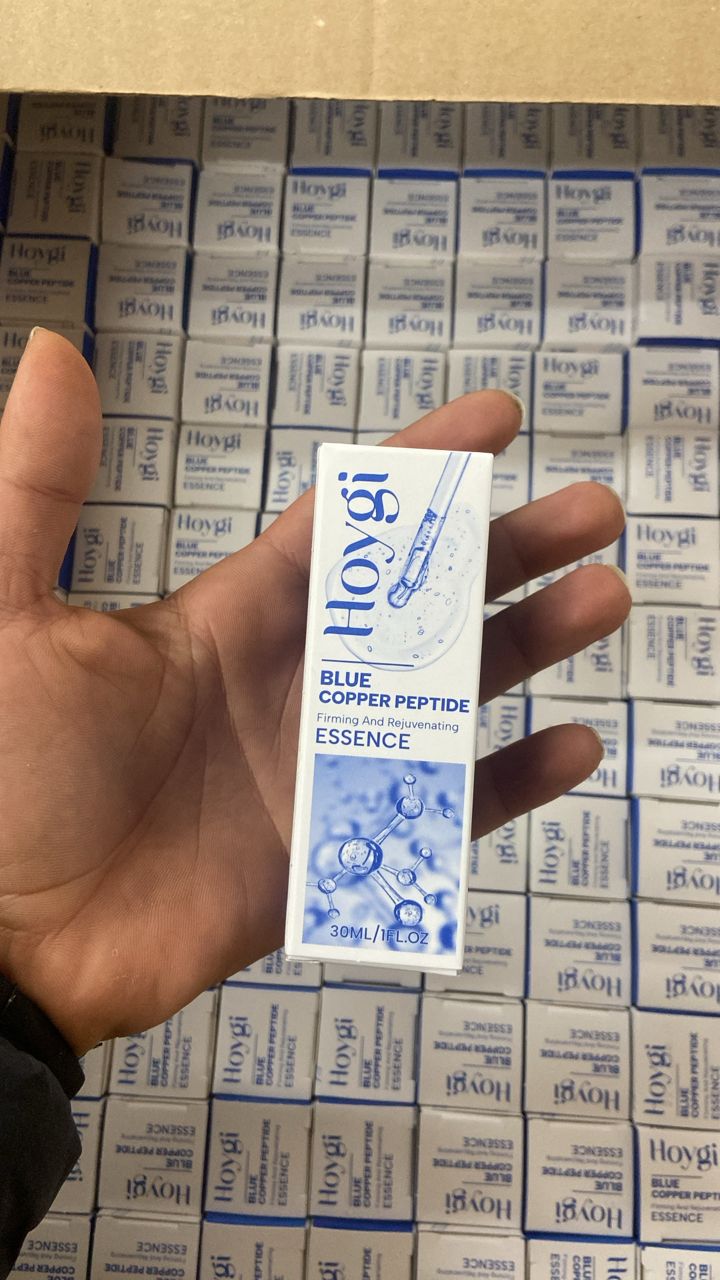 Hoygi
BLUE
COPPER PEPTIDE
Firming And Rejuvenating
ESSENCE
30ML/1FL.OZ